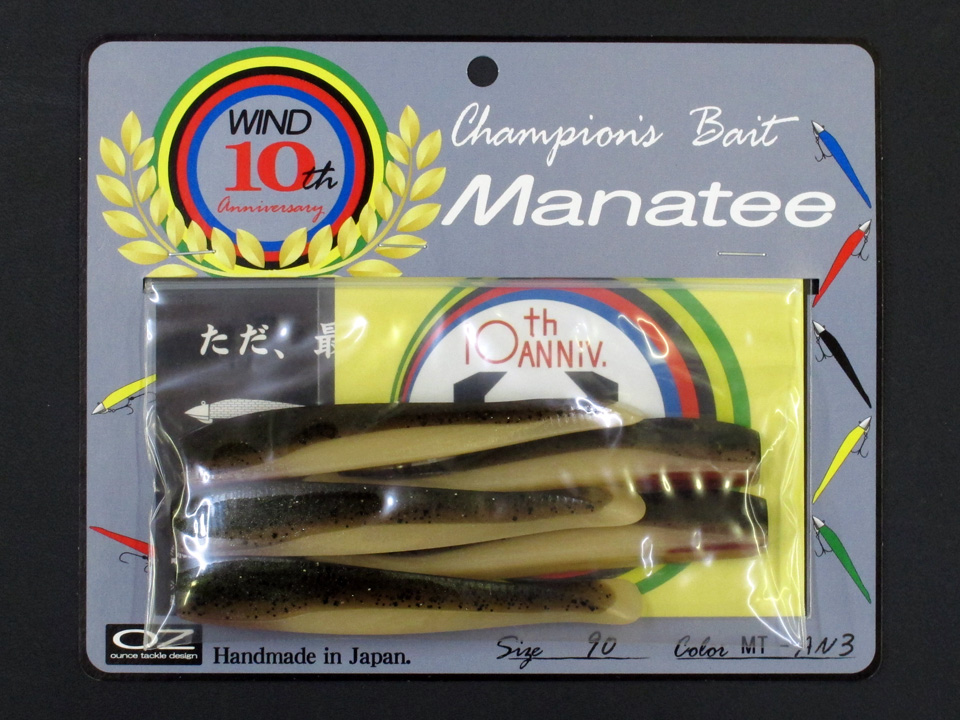 WIND
10th
Anniversary
Champion's Bait
Manatee
10th
ANNIV.
ただ、最
OZ
ounce tackle design
Handmade in Japan.
Size 90
Color MT - AN3